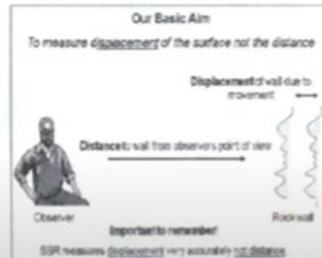 Our Basic Aim
To measure displacement of the surface not the distance
Displacement of wall due to
movement
Distance to wall from observers point of view
Observer
Rock wall
Important to remember!
SSR measures displacement very accurately not distance.